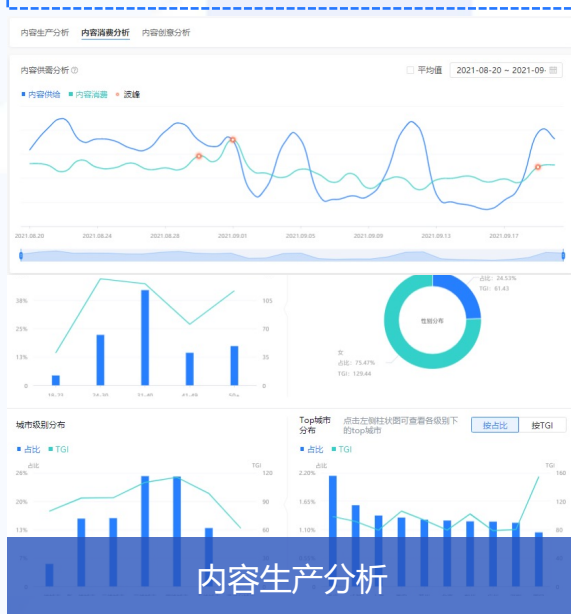 内容生产分析 内容消费分析 内容创意分析
内容供需分析
平均值 2021-08-20 ~ 2021-09-
内容供给 内容消费 波峰
2021.08.20 2021.08.24 2021.08.28 2021.09.01 2021.09.05 2021.09.09 2021.09.13 2021.09.17
占比: 24.53%
TGI: 61.43
38% 105
性别分布
25% 70
女
13% 35
占比: 75.47%
TGI: 129.44
0 0
城市级别分布
Top城市分布
点击左侧柱状图可查看各级别下的top城市
按占比 按TGI
占比 TGI
占比 TGI
占比 TGI
占比 TGI
26% 120
2.20% 160
20% 90
1.65% 120
13% 60
1.10% 80
内容生产分析